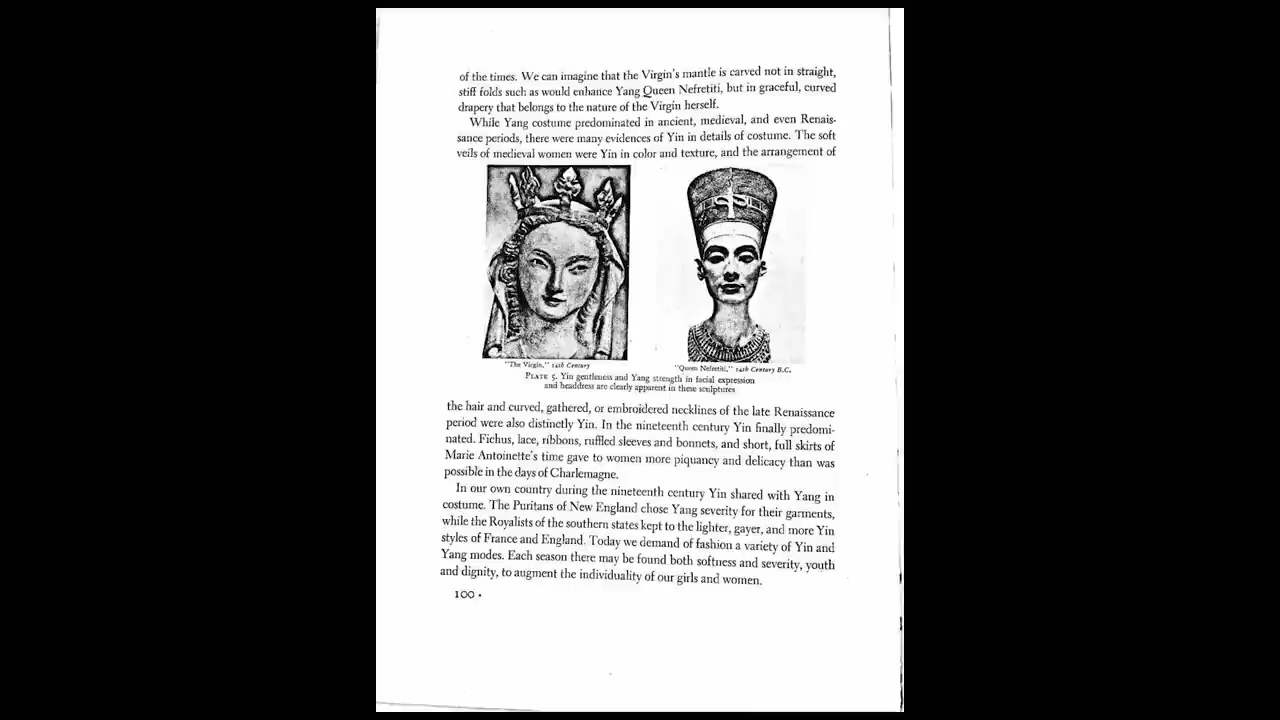 of the times. We can imagine that the Virgin's mantle is carved not in straight,
stiff folds such as would enhance Yang Queen Nefretiti, but in graceful, curved
drapery that belongs to the nature of the Virgin herself.
While Yang costume predominated in ancient, medieval, and even Renais-
sance periods, there were many evidences of Yin in details of costume. The soft
veils of medieval women were Yin in color and texture, and the arrangement of
"The Virgin," 14th Century
"Queen Nefretiti," 14th Century B.C.
PLATE 5. Yin gentleness and Yang strength in facial expression
and headdress are clearly apparent in these sculptures
the hair and curved, gathered, or embroidered necklines of the late Renaissance
period were also distinctly Yin. In the nineteenth century Yin finally predomi-
nated. Fichus, lace, ribbons, ruffled sleeves and bonnets, and short, full skirts of
Marie Antoinette's time gave to women more piquancy and delicacy than was
possible in the days of Charlemagne.
In our own country during the nineteenth century Yin shared with Yang in
costume. The Puritans of New England chose Yang severity for their garments,
while the Royalists of the southern states kept to the lighter, gayer, and more Yin
styles of France and England. Today we demand of fashion a variety of Yin and
Yang modes. Each season there may be found both softness and severity, youth
and dignity, to augment the individuality of our girls and women.
100 •